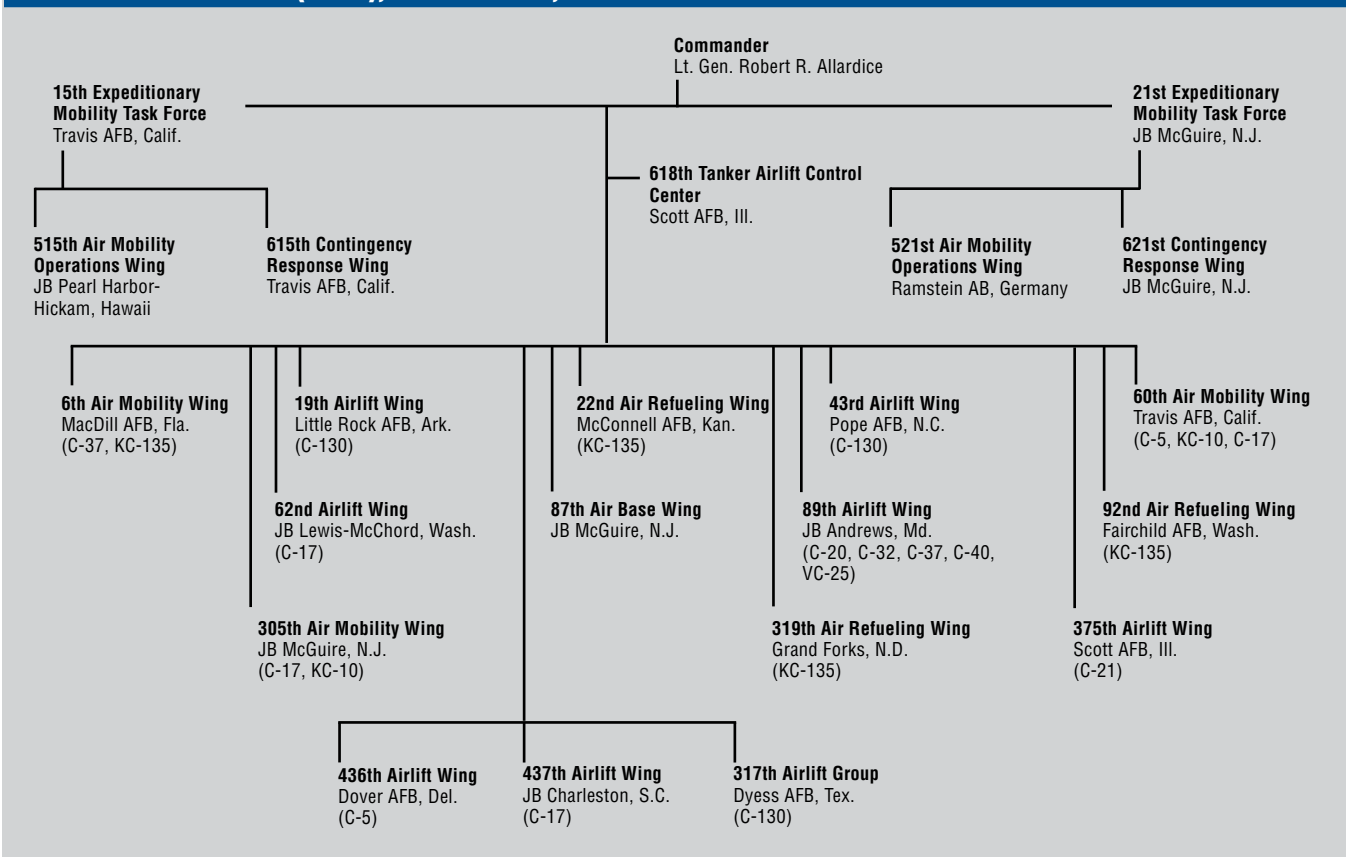 Commander
Lt. Gen. Robert R. Allardice
15th Expeditionary
Mobility Task Force
Travis AFB, Calif.
21st Expeditionary
Mobility Task Force
JB McGuire, N.J.
618th Tanker Airlift Control
Center
Scott AFB, Ill.
515th Air Mobility
Operations Wing
JB Pearl Harbor-
Hickam, Hawaii
615th Contingency
Response Wing
Travis AFB, Calif.
521st Air Mobility
Operations Wing
Ramstein AB, Germany
621st Contingency
Response Wing
JB McGuire, N.J.
6th Air Mobility Wing
MacDill AFB, Fla.
(C-37, KC-135)
19th Airlift Wing
Little Rock AFB, Ark.
(C-130)
22nd Air Refueling Wing
McConnell AFB, Kan.
(KC-135)
43rd Airlift Wing
Pope AFB, N.C.
(C-130)
60th Air Mobility Wing
Travis AFB, Calif.
(C-5, KC-10, C-17)
62nd Airlift Wing
JB Lewis-McChord, Wash.
(C-17)
87th Air Base Wing
JB McGuire, N.J.
89th Airlift Wing
JB Andrews, Md.
(C-20, C-32, C-37, C-40,
VC-25)
92nd Air Refueling Wing
Fairchild AFB, Wash.
(KC-135)
305th Air Mobility Wing
JB McGuire, N.J.
(C-17, KC-10)
319th Air Refueling Wing
Grand Forks, N.D.
(KC-135)
375th Airlift Wing
Scott AFB, Ill.
(C-21)
436th Airlift Wing
Dover AFB, Del.
(C-5)
437th Airlift Wing
JB Charleston, S.C.
(C-17)
317th Airlift Group
Dyess AFB, Tex.
(C-130)